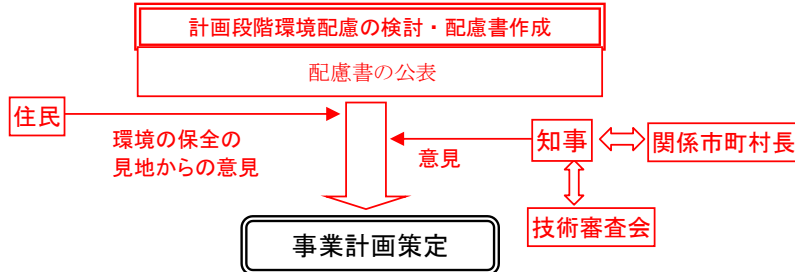 計画段階環境配慮の検討・配慮書作成
配慮書の公表
住民
環境の保全の
見地からの意見
意見
知事
関係市町村長
技術審査会
事業計画策定